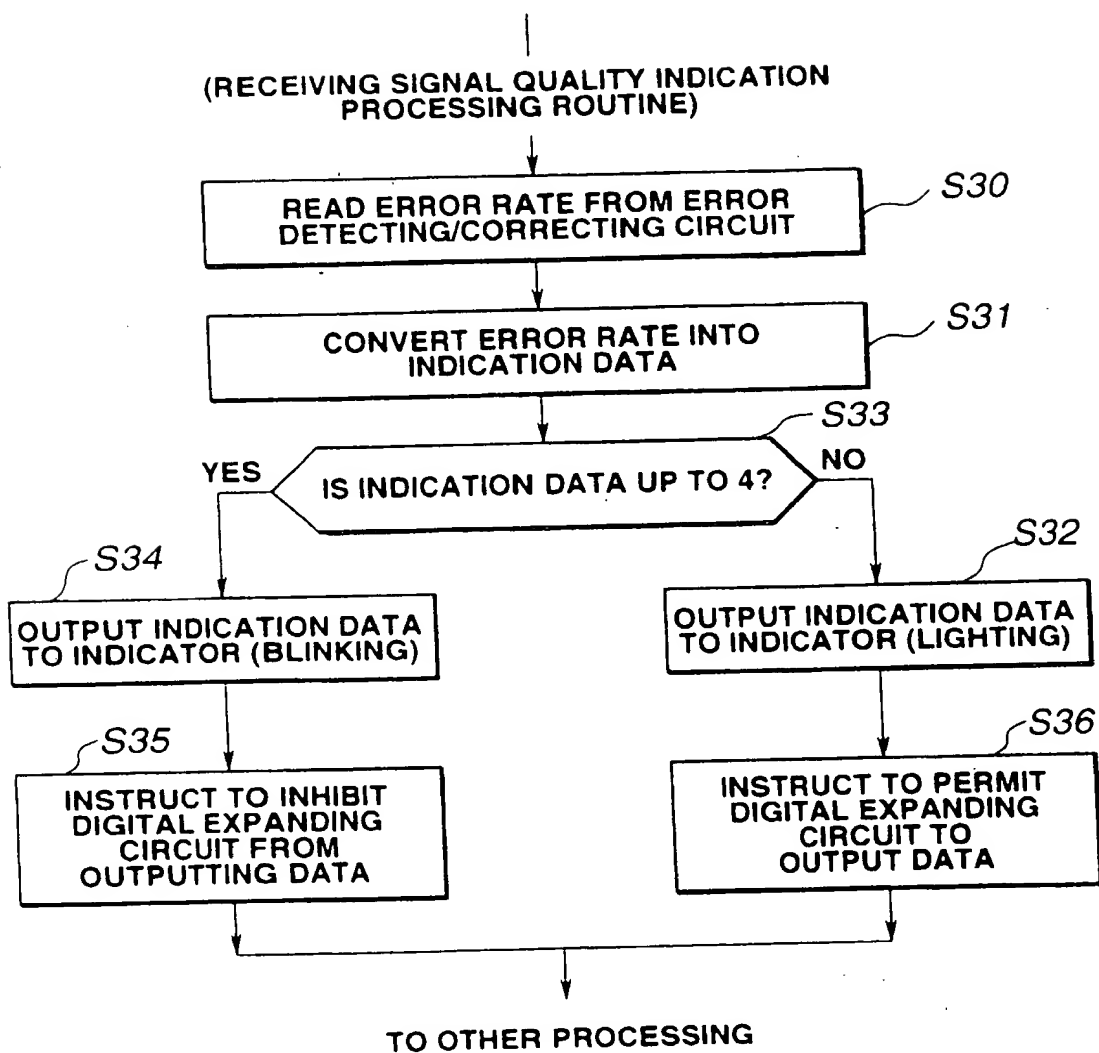 (RECEIVING SIGNAL QUALITY INDICATION
PROCESSING ROUTINE)
S30
READ ERROR RATE FROM ERROR
DETECTING/CORRECTING CIRCUIT
S31
CONVERT ERROR RATE INTO
INDICATION DATA
S33
YES
IS INDICATION DATA UP TO 4?
NO
S34
OUTPUT INDICATION DATA
TO INDICATOR (BLINKING)
S32
OUTPUT INDICATION DATA
TO INDICATOR (LIGHTING)
S35
INSTRUCT TO INHIBIT
DIGITAL EXPANDING
CIRCUIT FROM
OUTPUTTING DATA
S36
INSTRUCT TO PERMIT
DIGITAL EXPANDING
CIRCUIT TO
OUTPUT DATA
TO OTHER PROCESSING